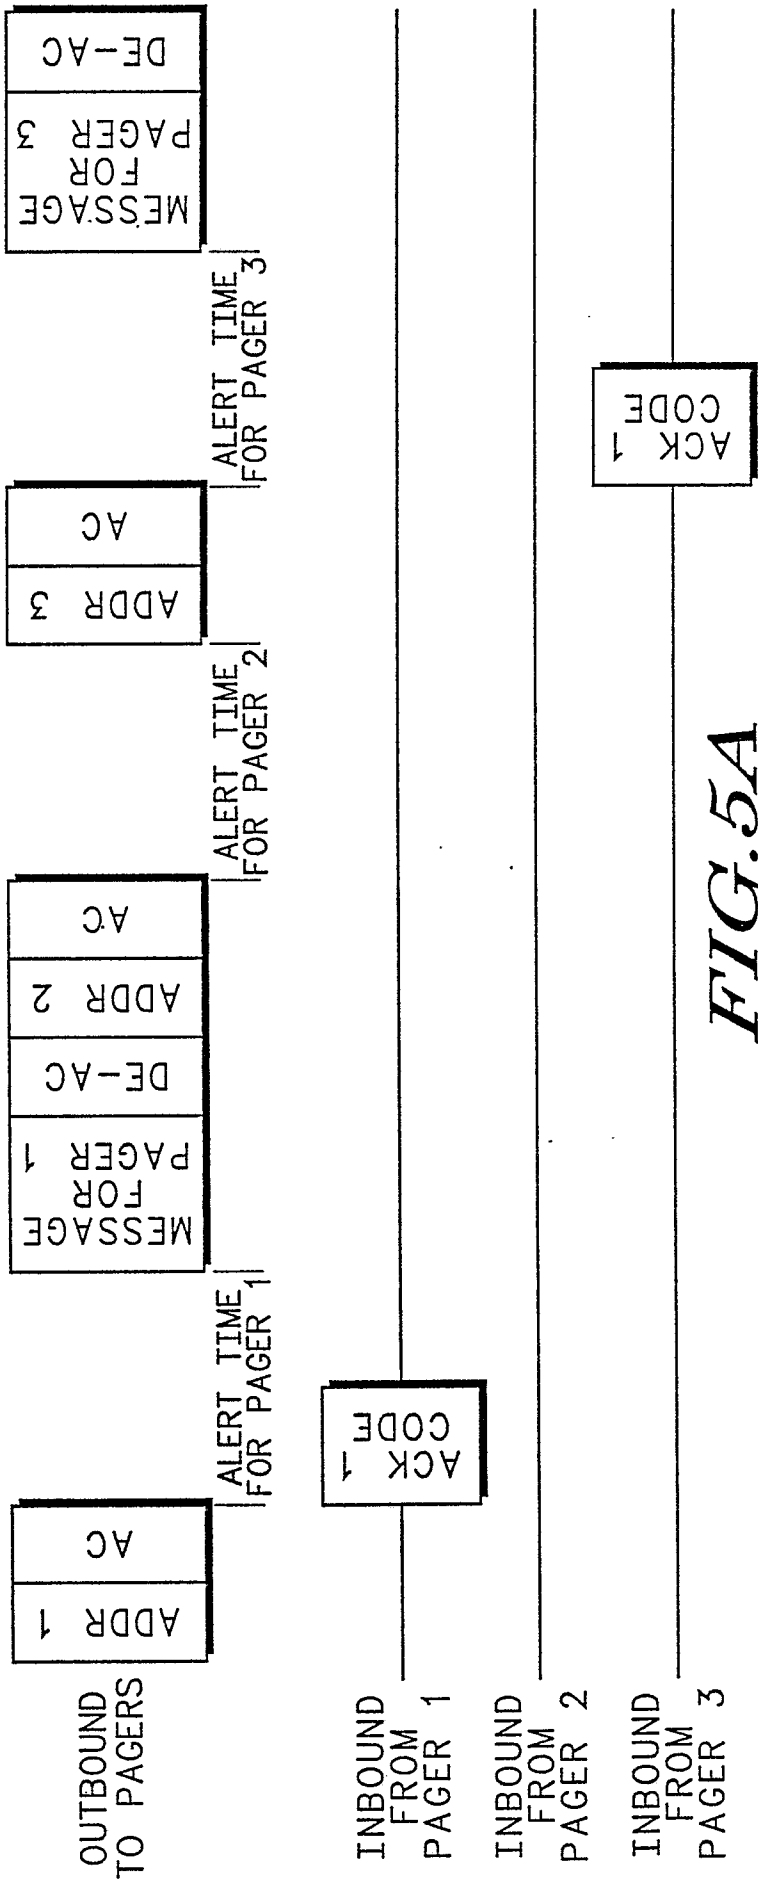 OUTBOUND
TO PAGERS
ADDR 1
AC
ALERT TIME
FOR PAGER 1
MESSAGE
FOR
PAGER 1
DE-AC
ADDR 2
AC
ALERT TIME
FOR PAGER 2
ADDR 3
AC
ALERT TIME
FOR PAGER 3
MESSAGE
FOR
PAGER 3
DE-AC
INBOUND
FROM
PAGER 1
ACK 1
CODE
INBOUND
FROM
PAGER 2
INBOUND
FROM
PAGER 3
ACK 1
CODE
FIG.5A